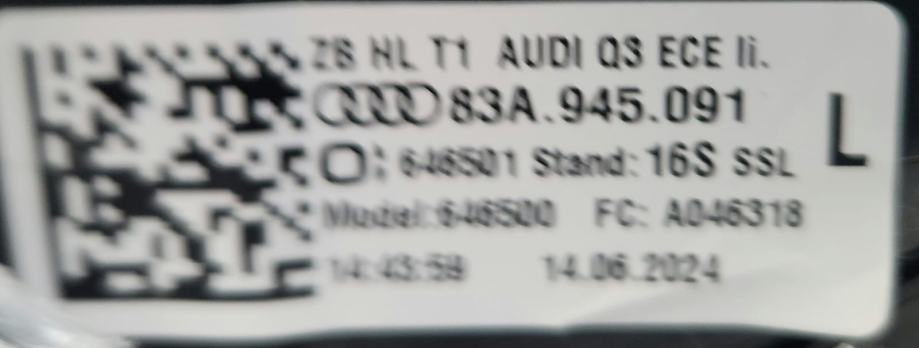 ZB HL T1 AUDI Q3 ECE li.
83A.945.091
L
: 646501 Stand: 16S SSL
Model:646500 FC: A046318
14:43:59 14.06.2024